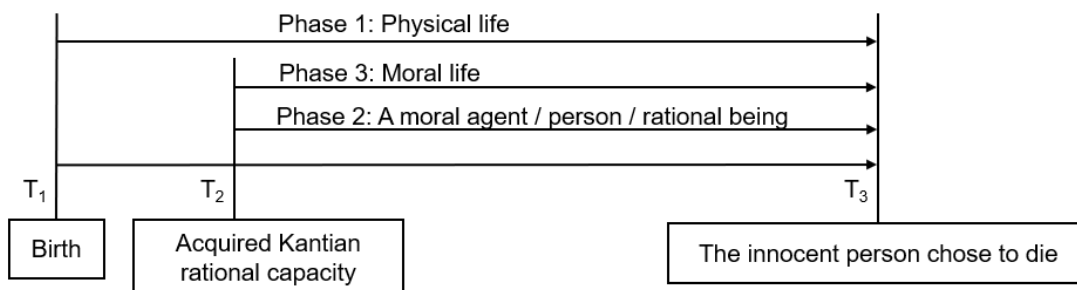 Phase 1: Physical life
Phase 3: Moral life
Phase 2: A moral agent / person / rational being
T₁
T₂
T₃
Birth
Acquired Kantian
rational capacity
The innocent person chose to die